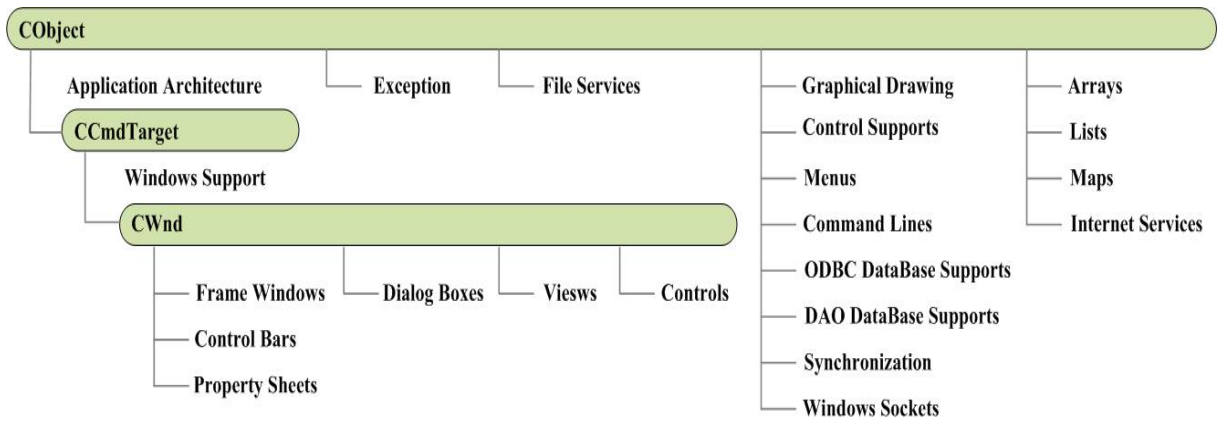 CObject
Application Architecture
Exception
File Services
Graphical Drawing
Arrays
CCmdTarget
Control Supports
Lists
Windows Support
Menus
Maps
CWnd
Command Lines
Internet Services
ODBC DataBase Supports
Frame Windows
Dialog Boxes
Viesws
Controls
DAO DataBase Supports
Control Bars
Synchronization
Property Sheets
Windows Sockets